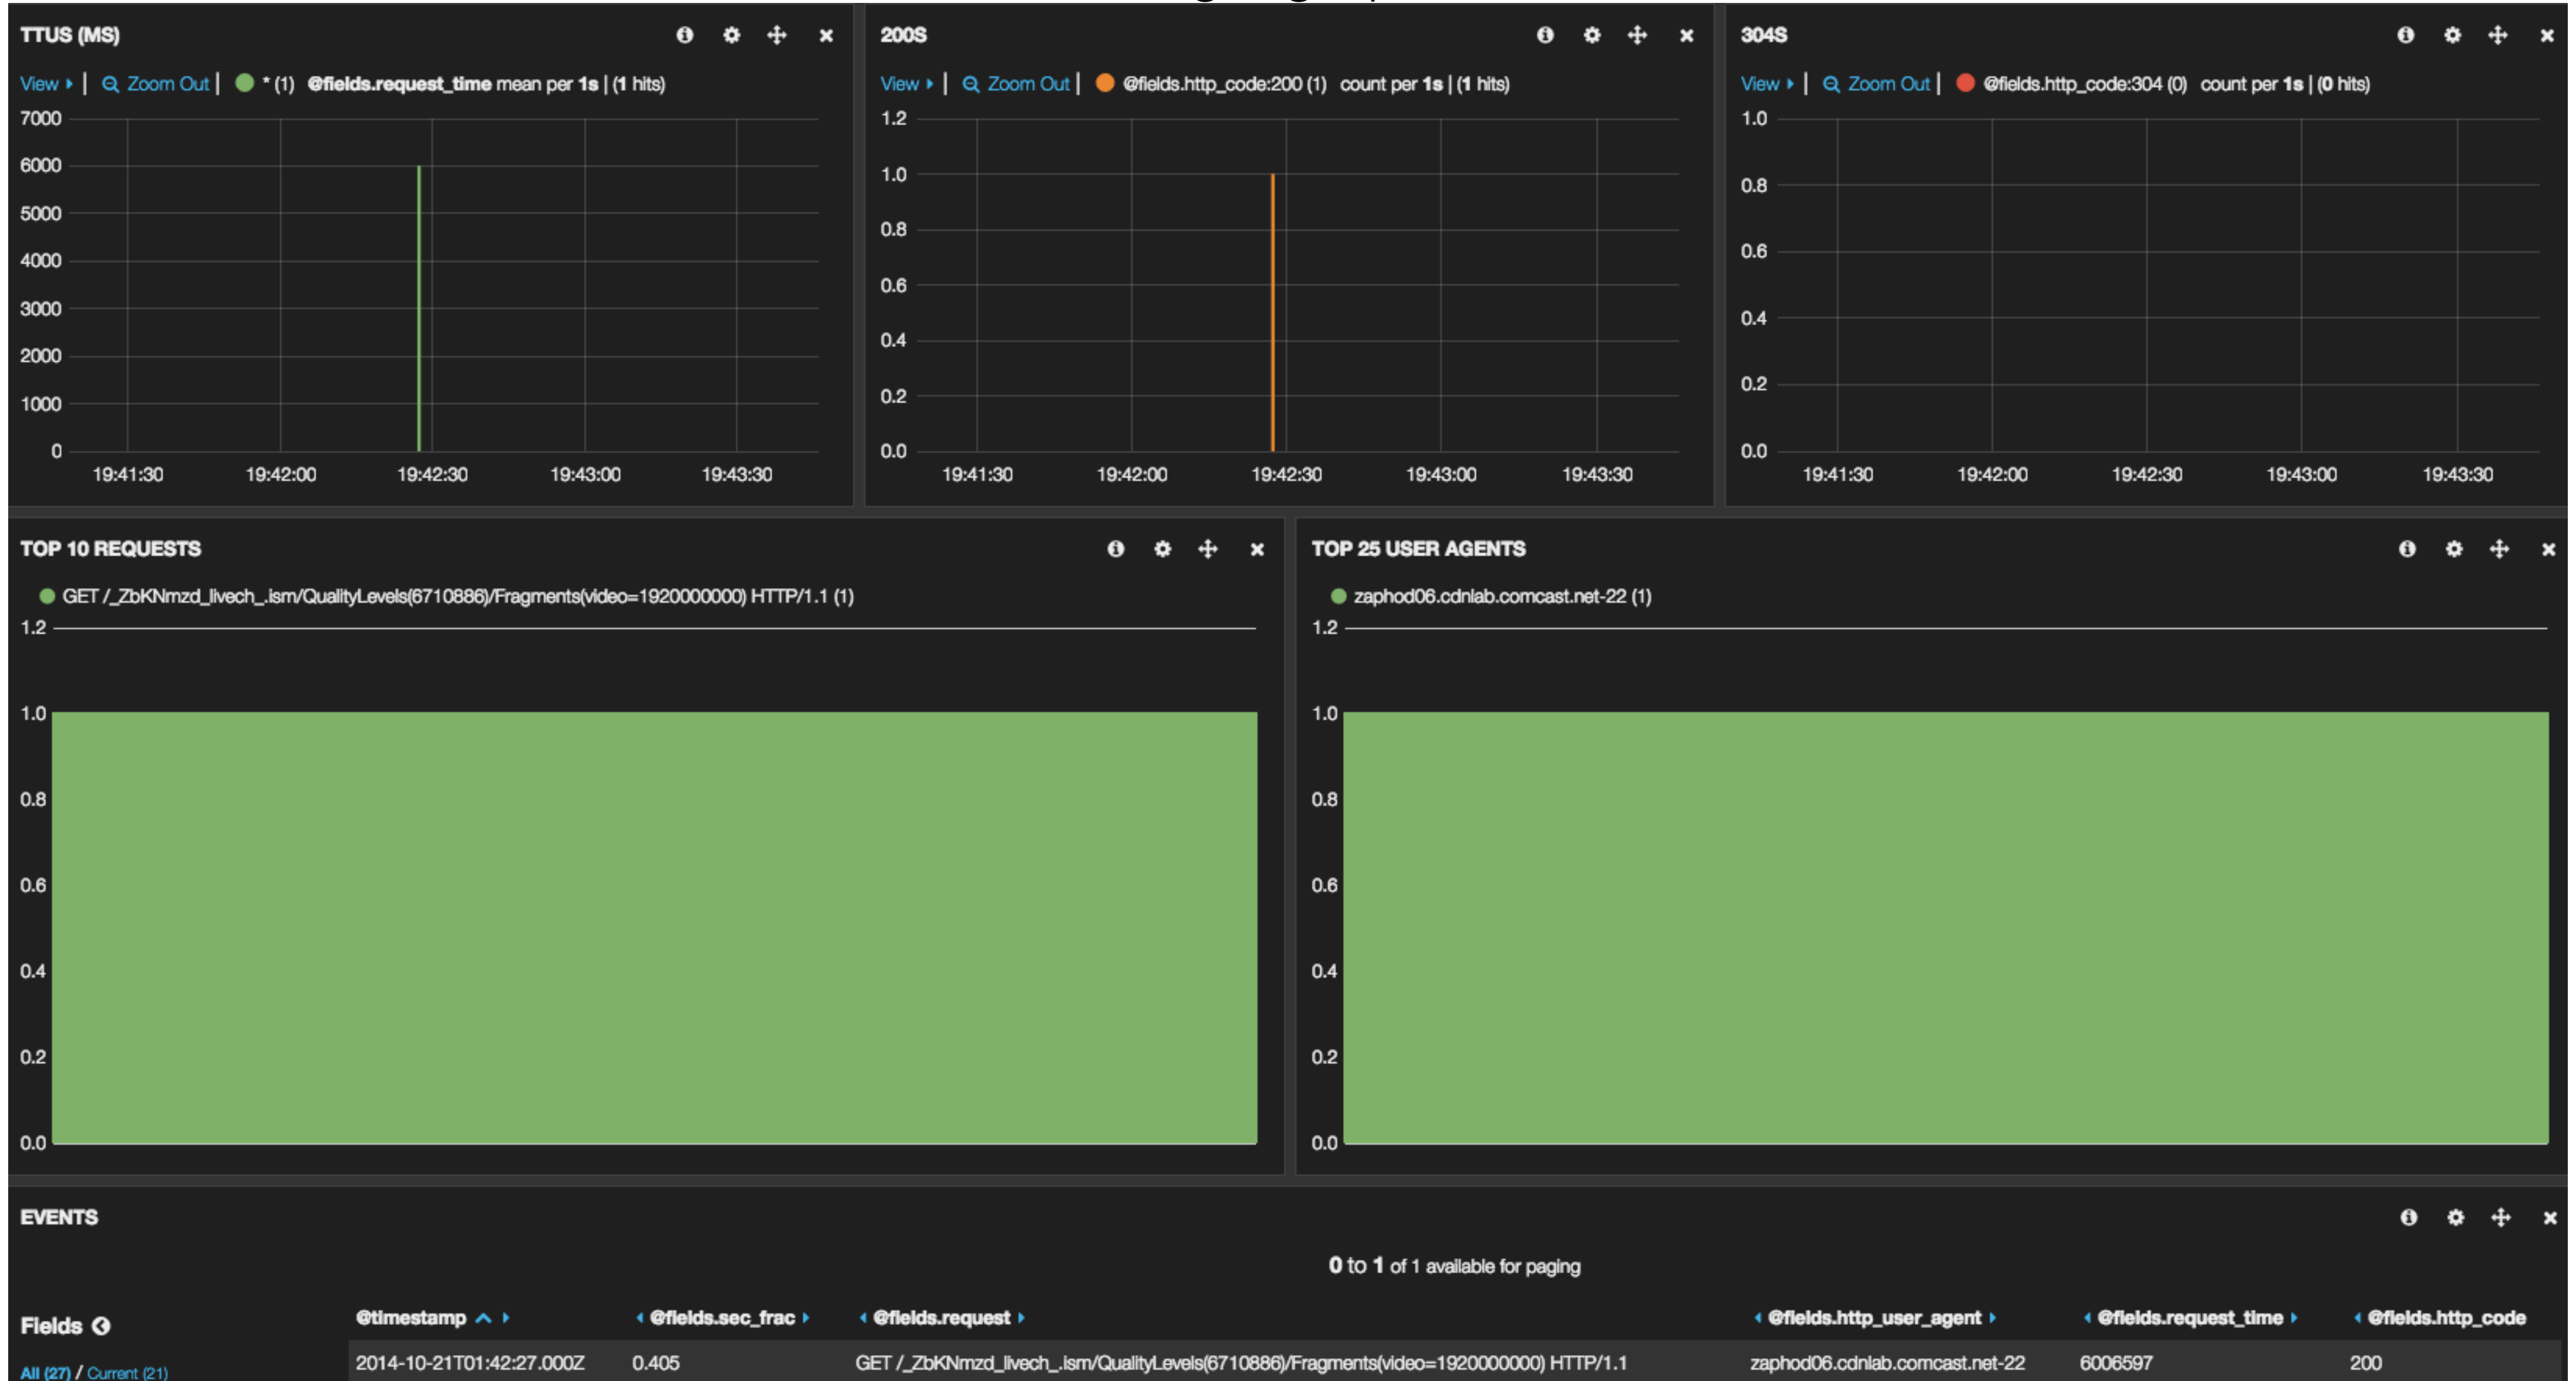 TTUS (MS)
View | Zoom Out | * (1) @fields.request_time mean per 1s | (1 hits)
7000
6000
5000
4000
3000
2000
1000
0
19:41:30 19:42:00 19:42:30 19:43:00 19:43:30
200S
View | Zoom Out | @fields.http_code:200 (1) count per 1s | (1 hits)
1.2
1.0
0.8
0.6
0.4
0.2
0.0
19:41:30 19:42:00 19:42:30 19:43:00 19:43:30
304S
View | Zoom Out | @fields.http_code:304 (0) count per 1s | (0 hits)
1.0
0.8
0.6
0.4
0.2
0.0
19:41:30 19:42:00 19:42:30 19:43:00 19:43:30
TOP 10 REQUESTS
GET /_ZbKNmzd_livech_.ism/QualityLevels(6710886)/Fragments(video=1920000000) HTTP/1.1 (1)
1.2
1.0
0.8
0.6
0.4
0.2
0.0
TOP 25 USER AGENTS
zaphod06.cdnlab.comcast.net-22 (1)
1.2
1.0
0.8
0.6
0.4
0.2
0.0
EVENTS
0 to 1 of 1 available for paging
Fields
All (27) / Current (21)
@timestamp @fields.sec_frac @fields.request @fields.http_user_agent @fields.request_time @fields.http_code
2014-10-21T01:42:27.000Z 0.405 GET /_ZbKNmzd_livech_.ism/QualityLevels(6710886)/Fragments(video=1920000000) HTTP/1.1 zaphod06.cdnlab.comcast.net-22 6006597 200